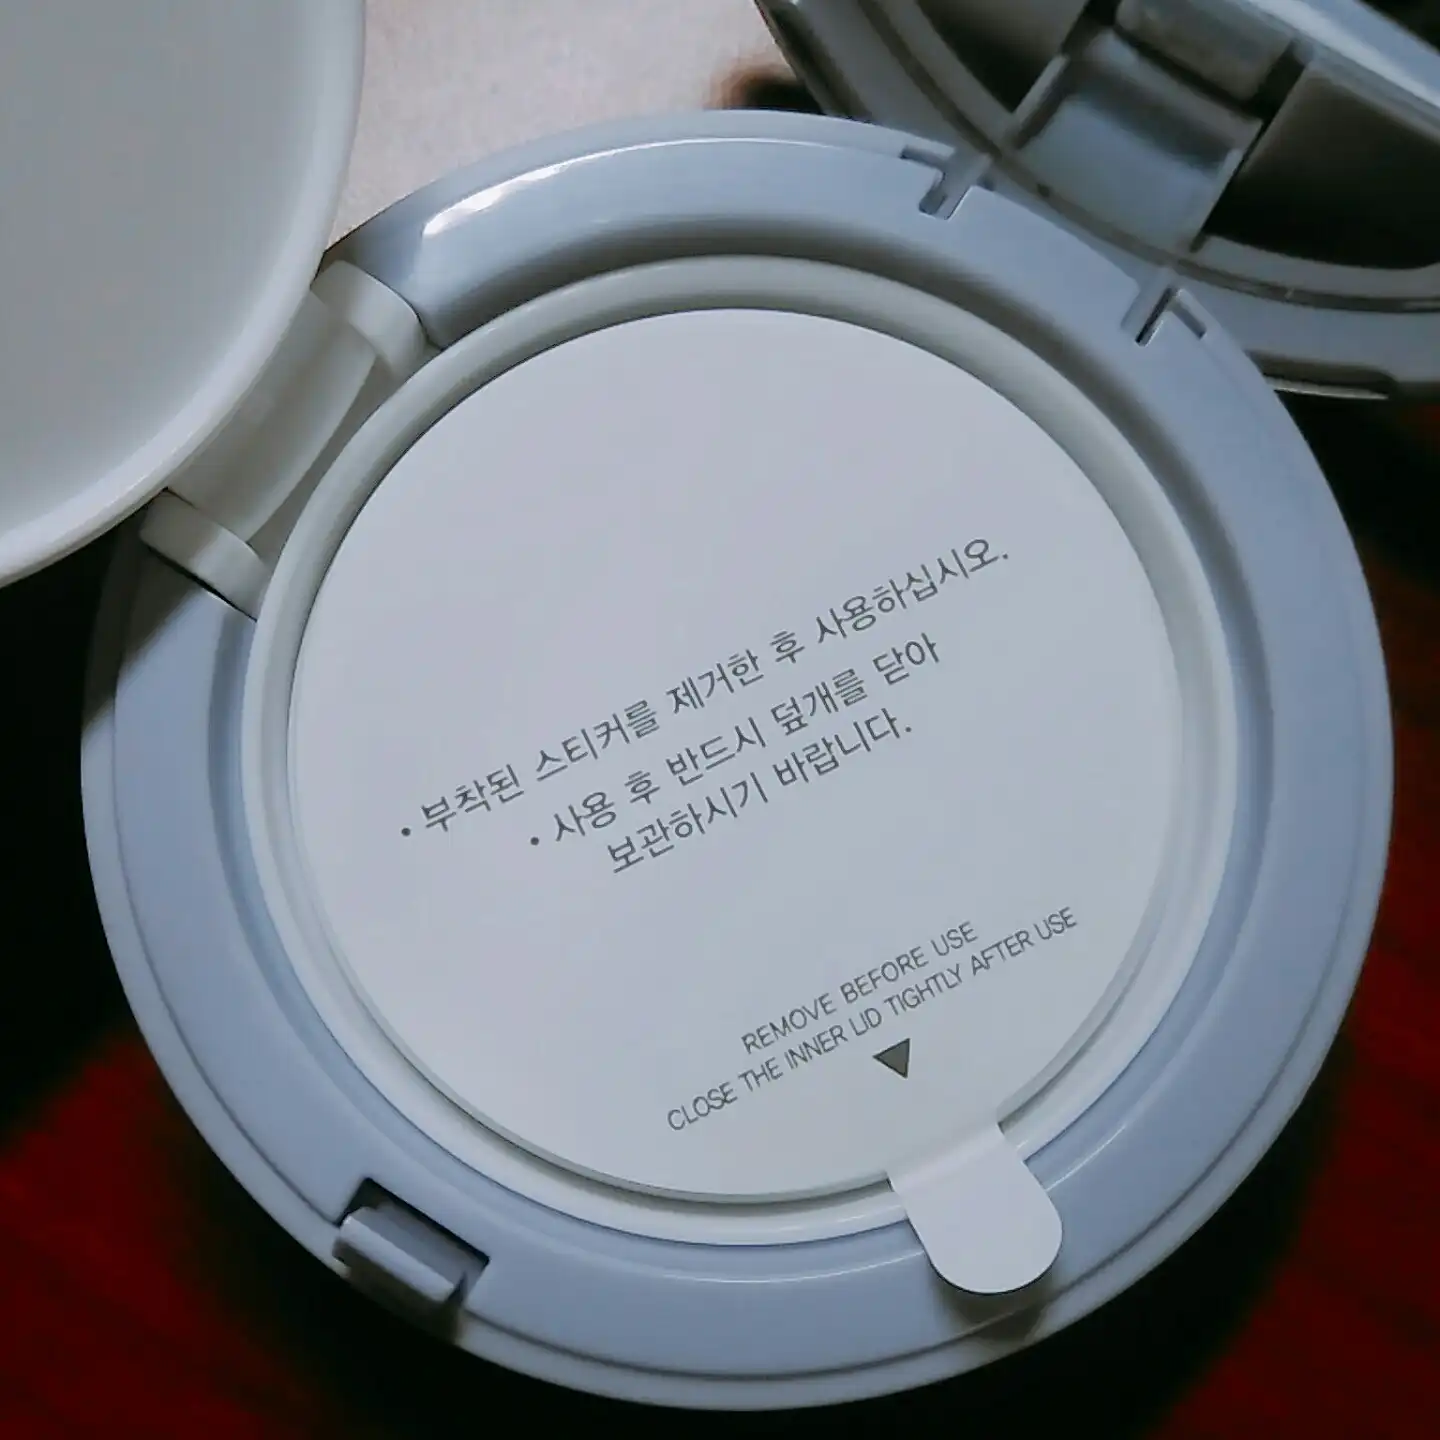 • 부착된 스티커를 제거한 후 사용하십시오.
• 사용 후 반드시 덮개를 닫아
보관하시기 바랍니다.
REMOVE BEFORE USE
CLOSE THE INNER LID TIGHTLY AFTER USE